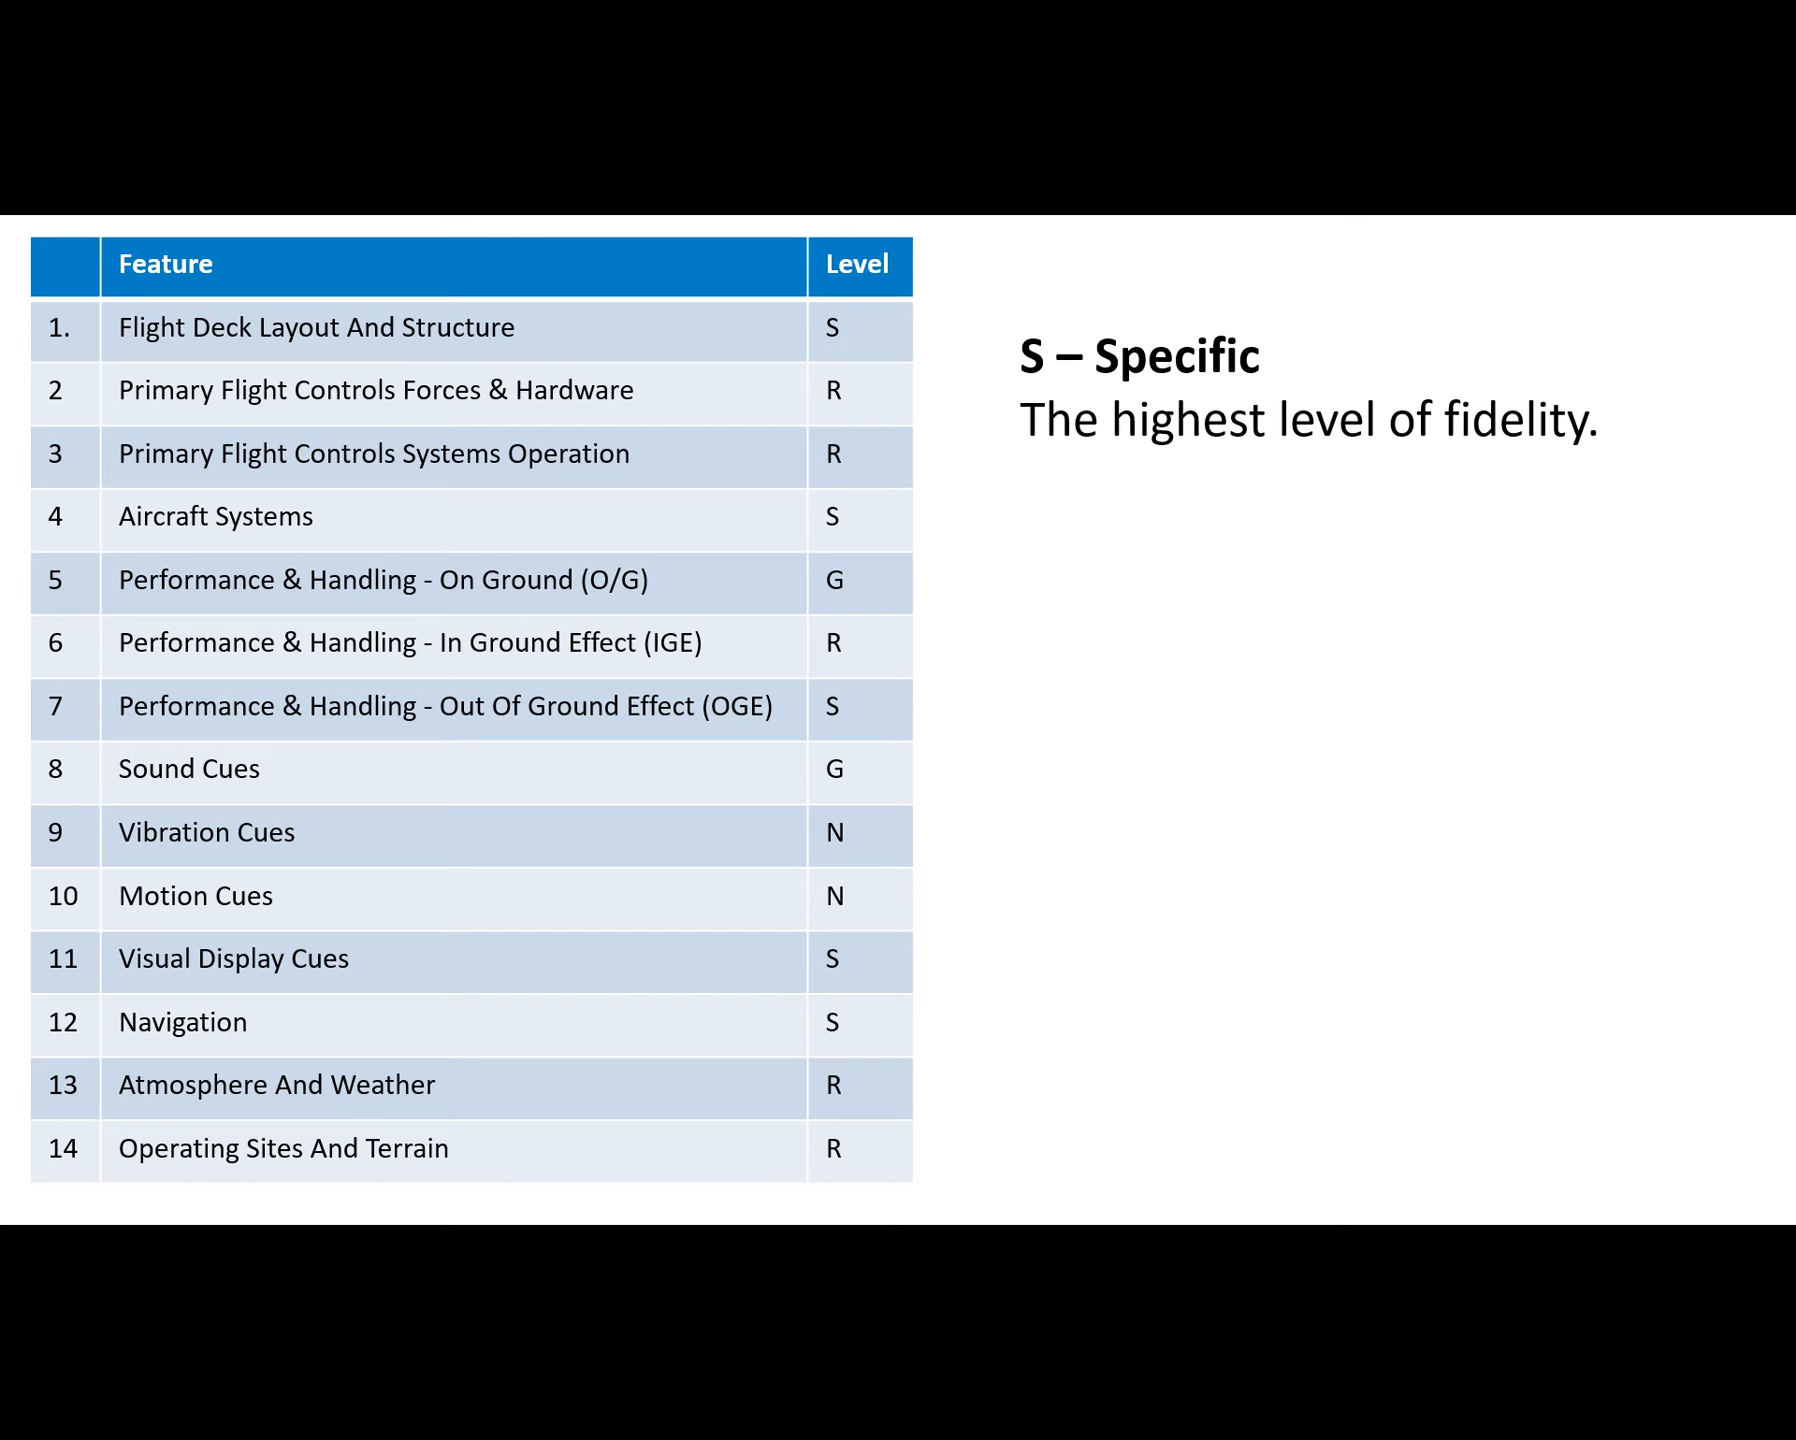 Feature Level
1. Flight Deck Layout And Structure S
2 Primary Flight Controls Forces & Hardware R
3 Primary Flight Controls Systems Operation R
4 Aircraft Systems S
5 Performance & Handling - On Ground (O/G) G
6 Performance & Handling - In Ground Effect (IGE) R
7 Performance & Handling - Out Of Ground Effect (OGE) S
8 Sound Cues G
9 Vibration Cues N
10 Motion Cues N
11 Visual Display Cues S
12 Navigation S
13 Atmosphere And Weather R
14 Operating Sites And Terrain R
S – Specific
The highest level of fidelity.